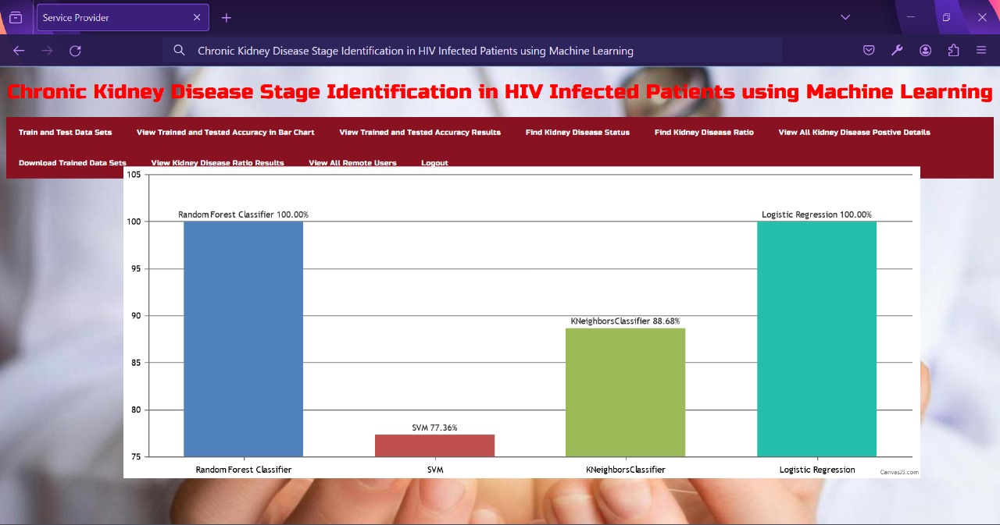 Service Provider
Chronic Kidney Disease Stage Identification in HIV Infected Patients using Machine Learning
Chronic Kidney Disease Stage Identification in HIV Infected Patients using Machine Learning
Train and Test Data Sets View Trained and Tested Accuracy in Bar Chart View Trained and Tested Accuracy Results Find Kidney Disease Status Find Kidney Disease Ratio View All Kidney Disease Postive Details
Download Trained Data Sets View Kidney Disease Ratio Results View All Remote Users Logout
105
Random Forest Classifier 100.00% Logistic Regression 100.00%
100
95
90
KNeighborsClassifier 88.68%
85
80
SVM 77.36%
75
Random Forest Classifier SVM KNeighborsClassifier Logistic Regression
CanvasJS.com